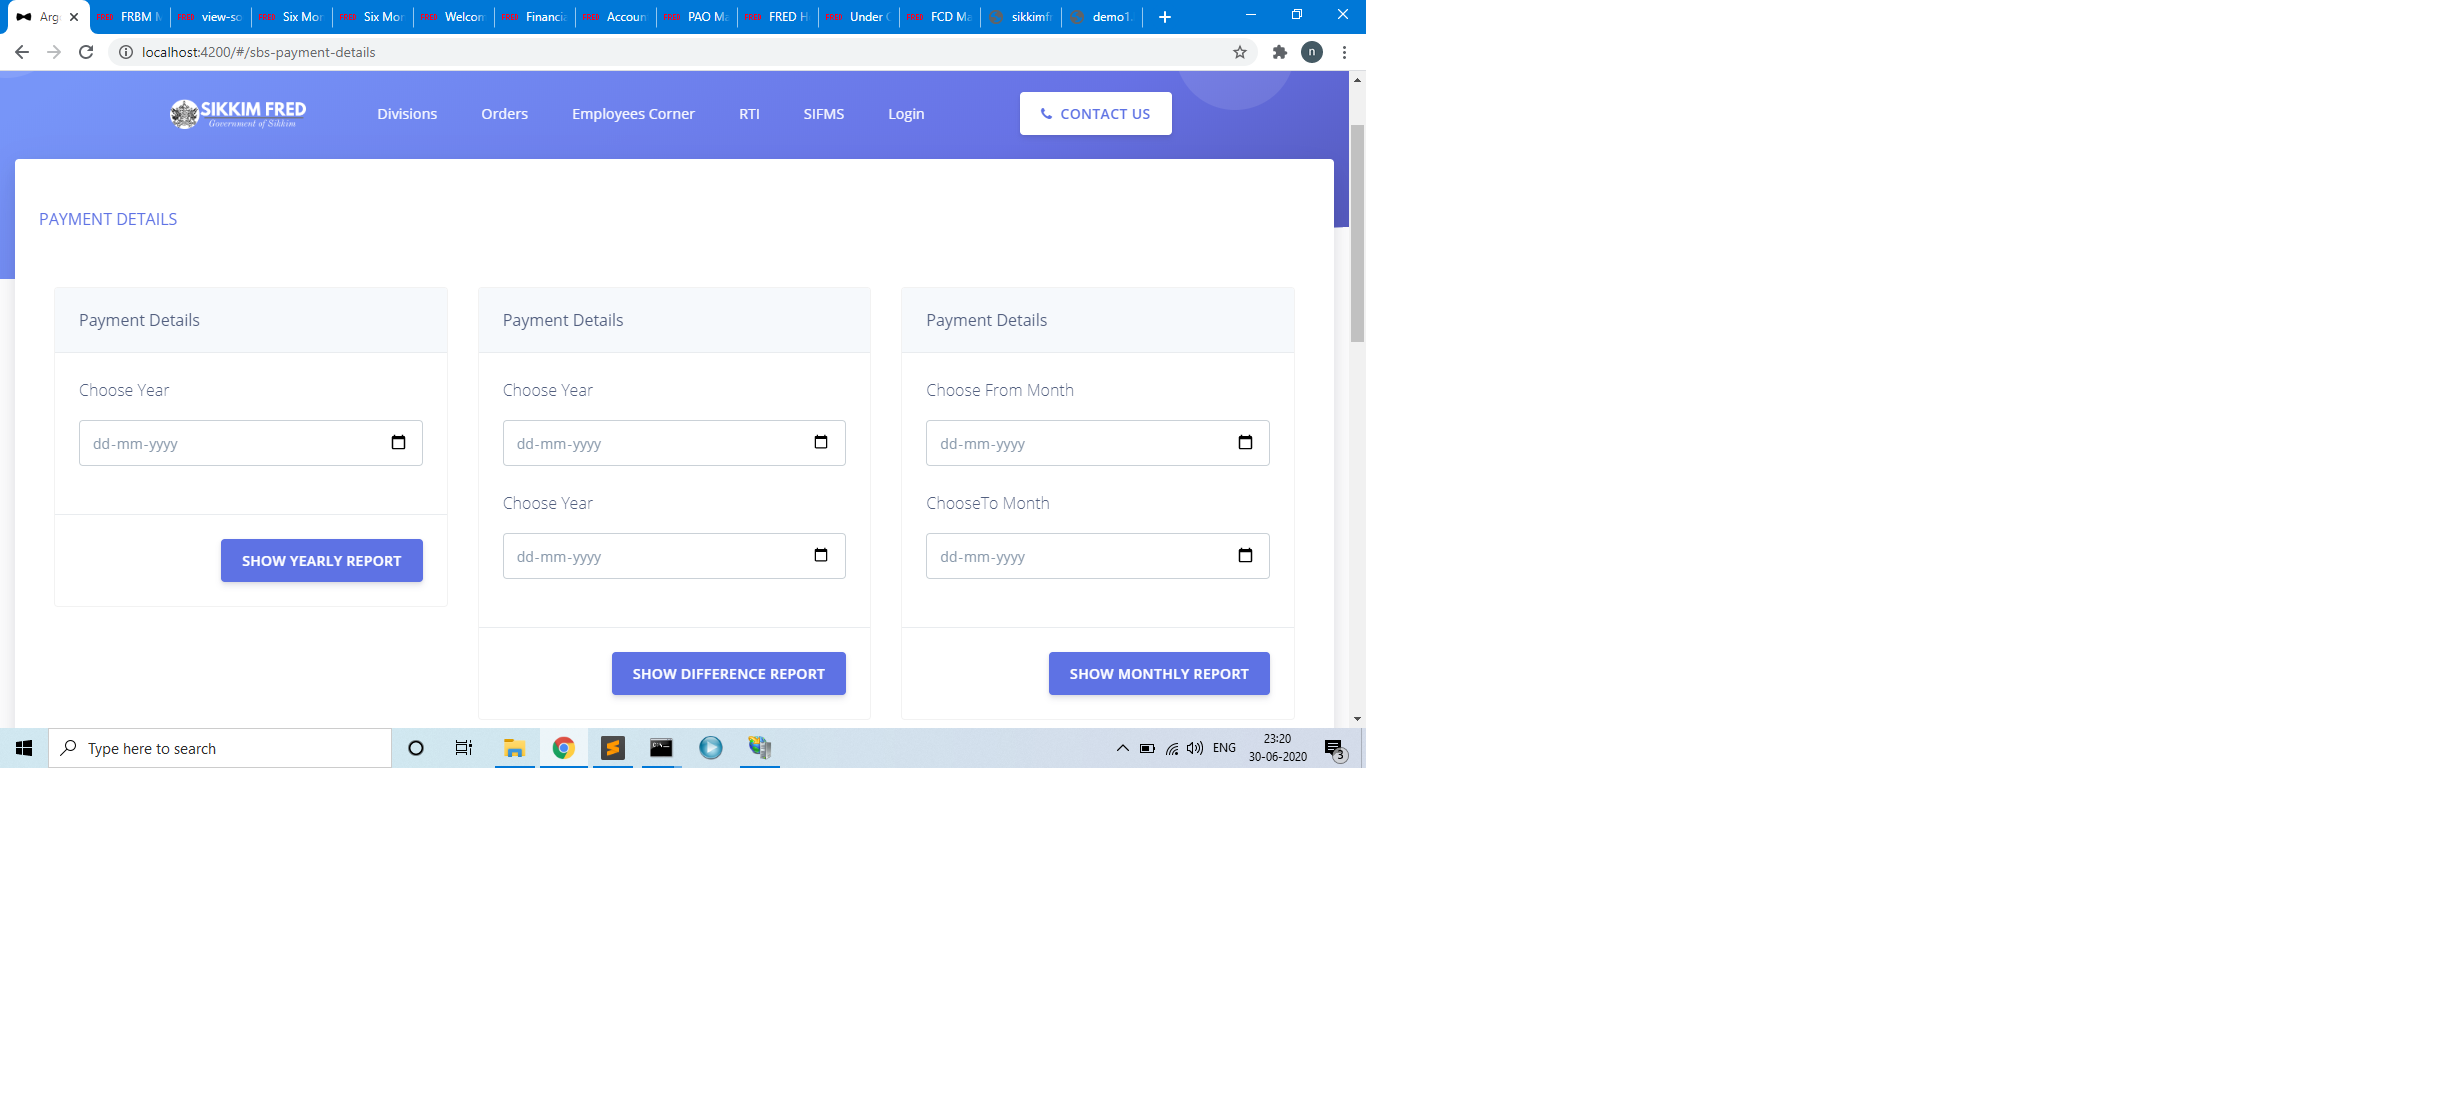 Arg
FRBM M
view-so
Six Mor
Six Mor
Welcom
Financia
Accoun
PAO Ma
FRED H
Under C
FCD Ma
sikkimfr
demo1.
localhost:4200/#/sbs-payment-details
n
SIKKIM FRED
Government of Sikkim
Divisions
Orders
Employees Corner
RTI
SIFMS
Login
CONTACT US
PAYMENT DETAILS
Payment Details
Choose Year
dd-mm-yyyy
SHOW YEARLY REPORT
Payment Details
Choose Year
dd-mm-yyyy
Choose Year
dd-mm-yyyy
SHOW DIFFERENCE REPORT
Payment Details
Choose From Month
dd-mm-yyyy
ChooseTo Month
dd-mm-yyyy
SHOW MONTHLY REPORT
Type here to search
ENG
23:20
30-06-2020
3